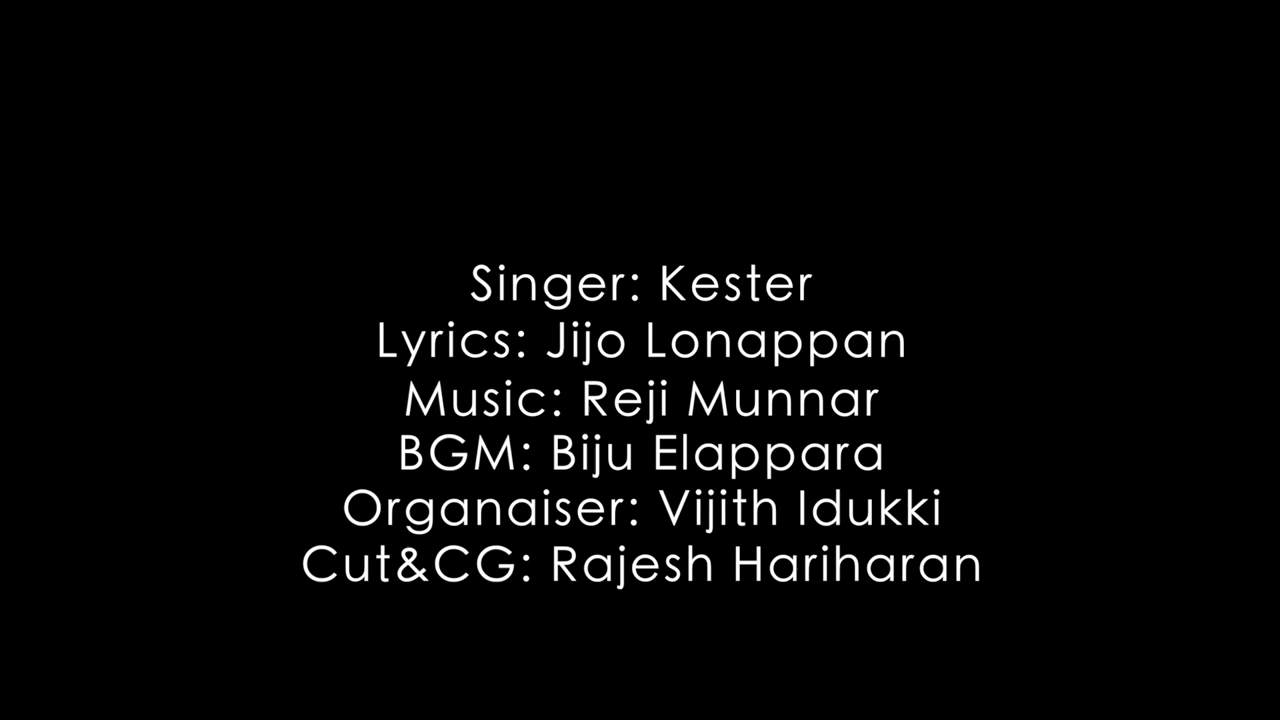 Singer: Kester
Lyrics: Jijo Lonappan
Music: Reji Munnar
BGM: Biju Elappara
Organaiser: Vijith Idukki
Cut&CG: Rajesh Hariharan